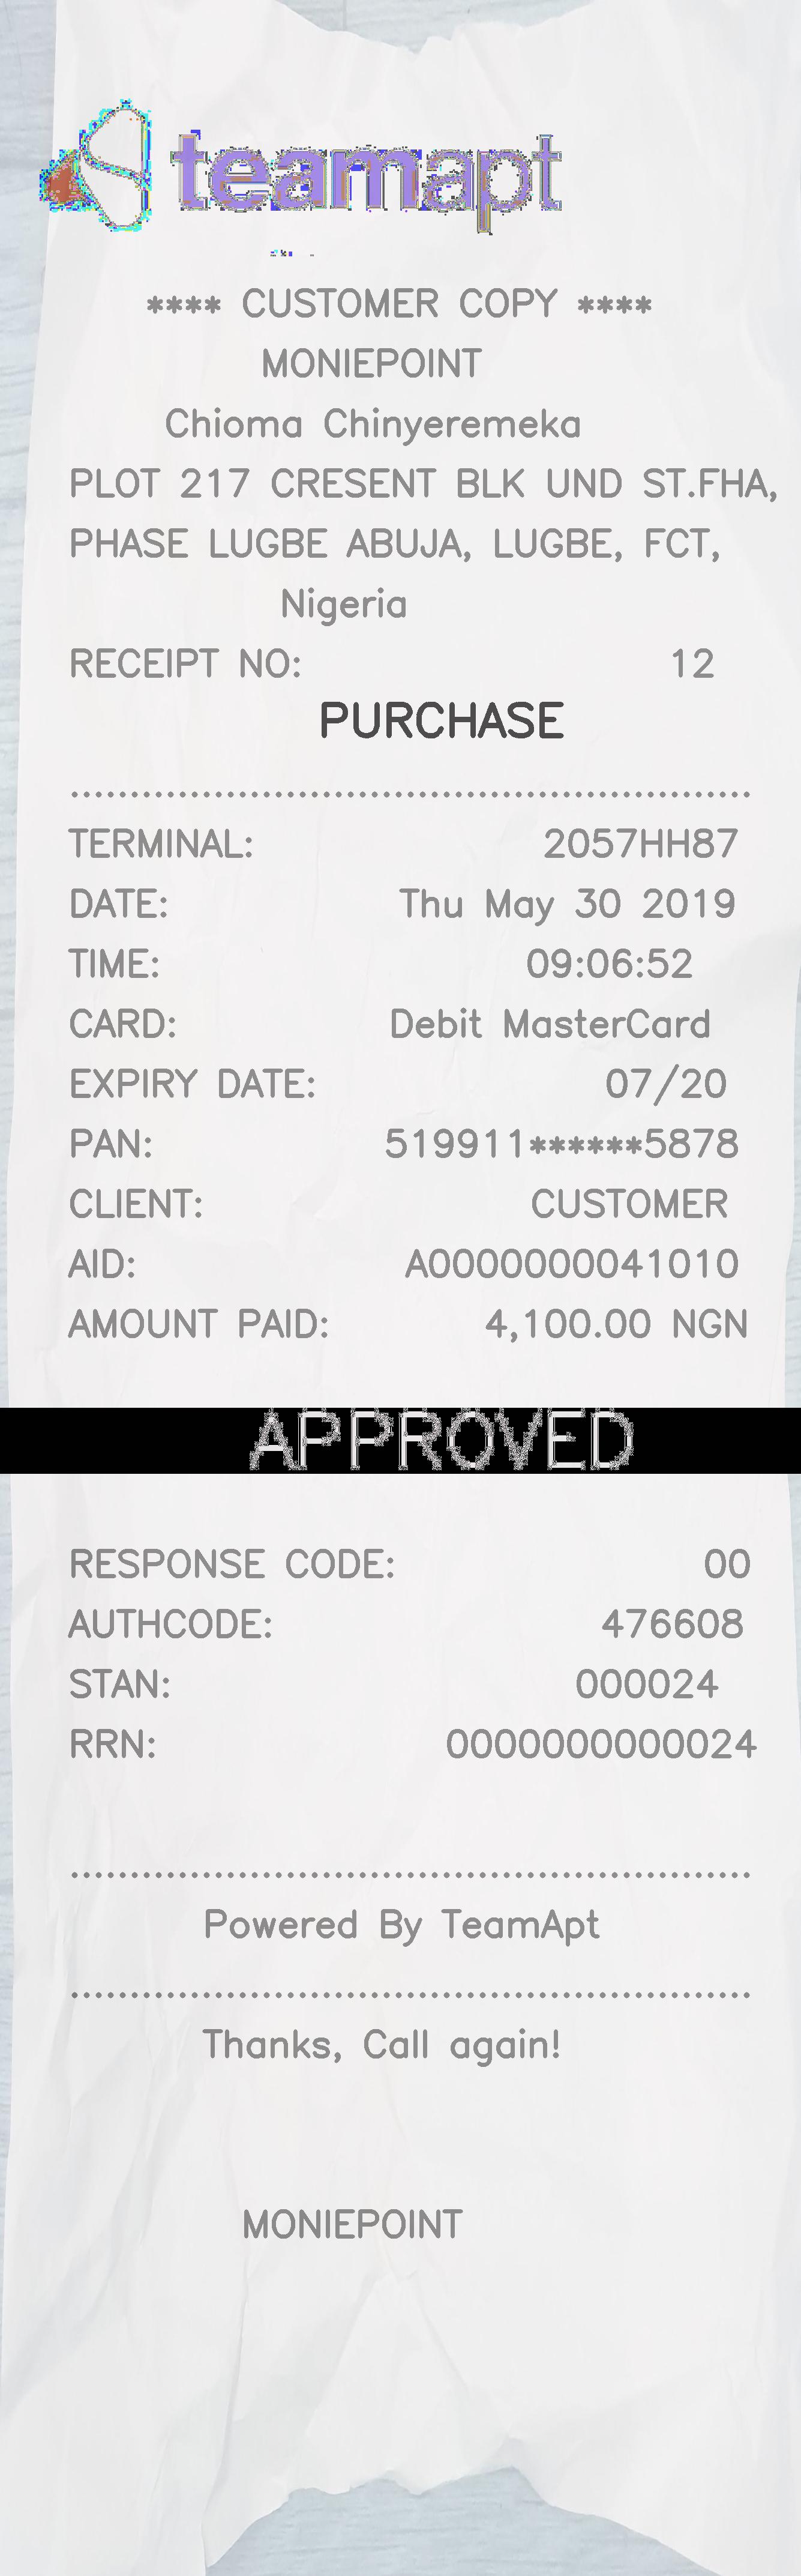 teamapt
**** CUSTOMER COPY ****
MONIEPOINT
Chioma Chinyeremeka
PLOT 217 CRESENT BLK UND ST.FHA,
PHASE LUGBE ABUJA, LUGBE, FCT,
Nigeria
RECEIPT NO: 12
PURCHASE
TERMINAL: 2057HH87
DATE: Thu May 30 2019
TIME: 09:06:52
CARD: Debit MasterCard
EXPIRY DATE: 07/20
PAN: 519911******5878
CLIENT: CUSTOMER
AID: A0000000041010
AMOUNT PAID: 4,100.00 NGN
APPROVED
RESPONSE CODE: 00
AUTHCODE: 476608
STAN: 000024
RRN: 0000000000024
Powered By TeamApt
Thanks, Call again!
MONIEPOINT